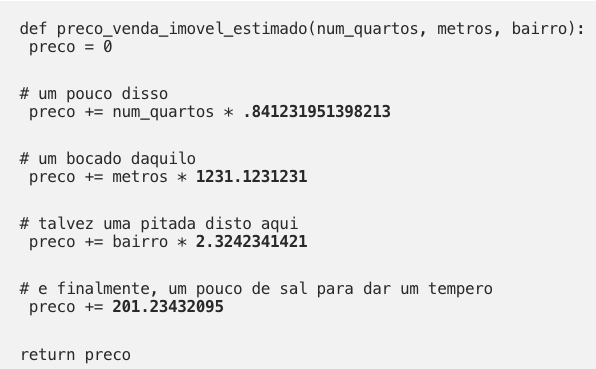 def preco_venda_imovel_estimado(num_quartos, metros, bairro):
 preco = 0
# um pouco disso
 preco += num_quartos * .841231951398213
# um bocado daquilo
 preco += metros * 1231.1231231
# talvez uma pitada disto aqui
 preco += bairro * 2.3242341421
# e finalmente, um pouco de sal para dar um tempero
 preco += 201.23432095
return preco